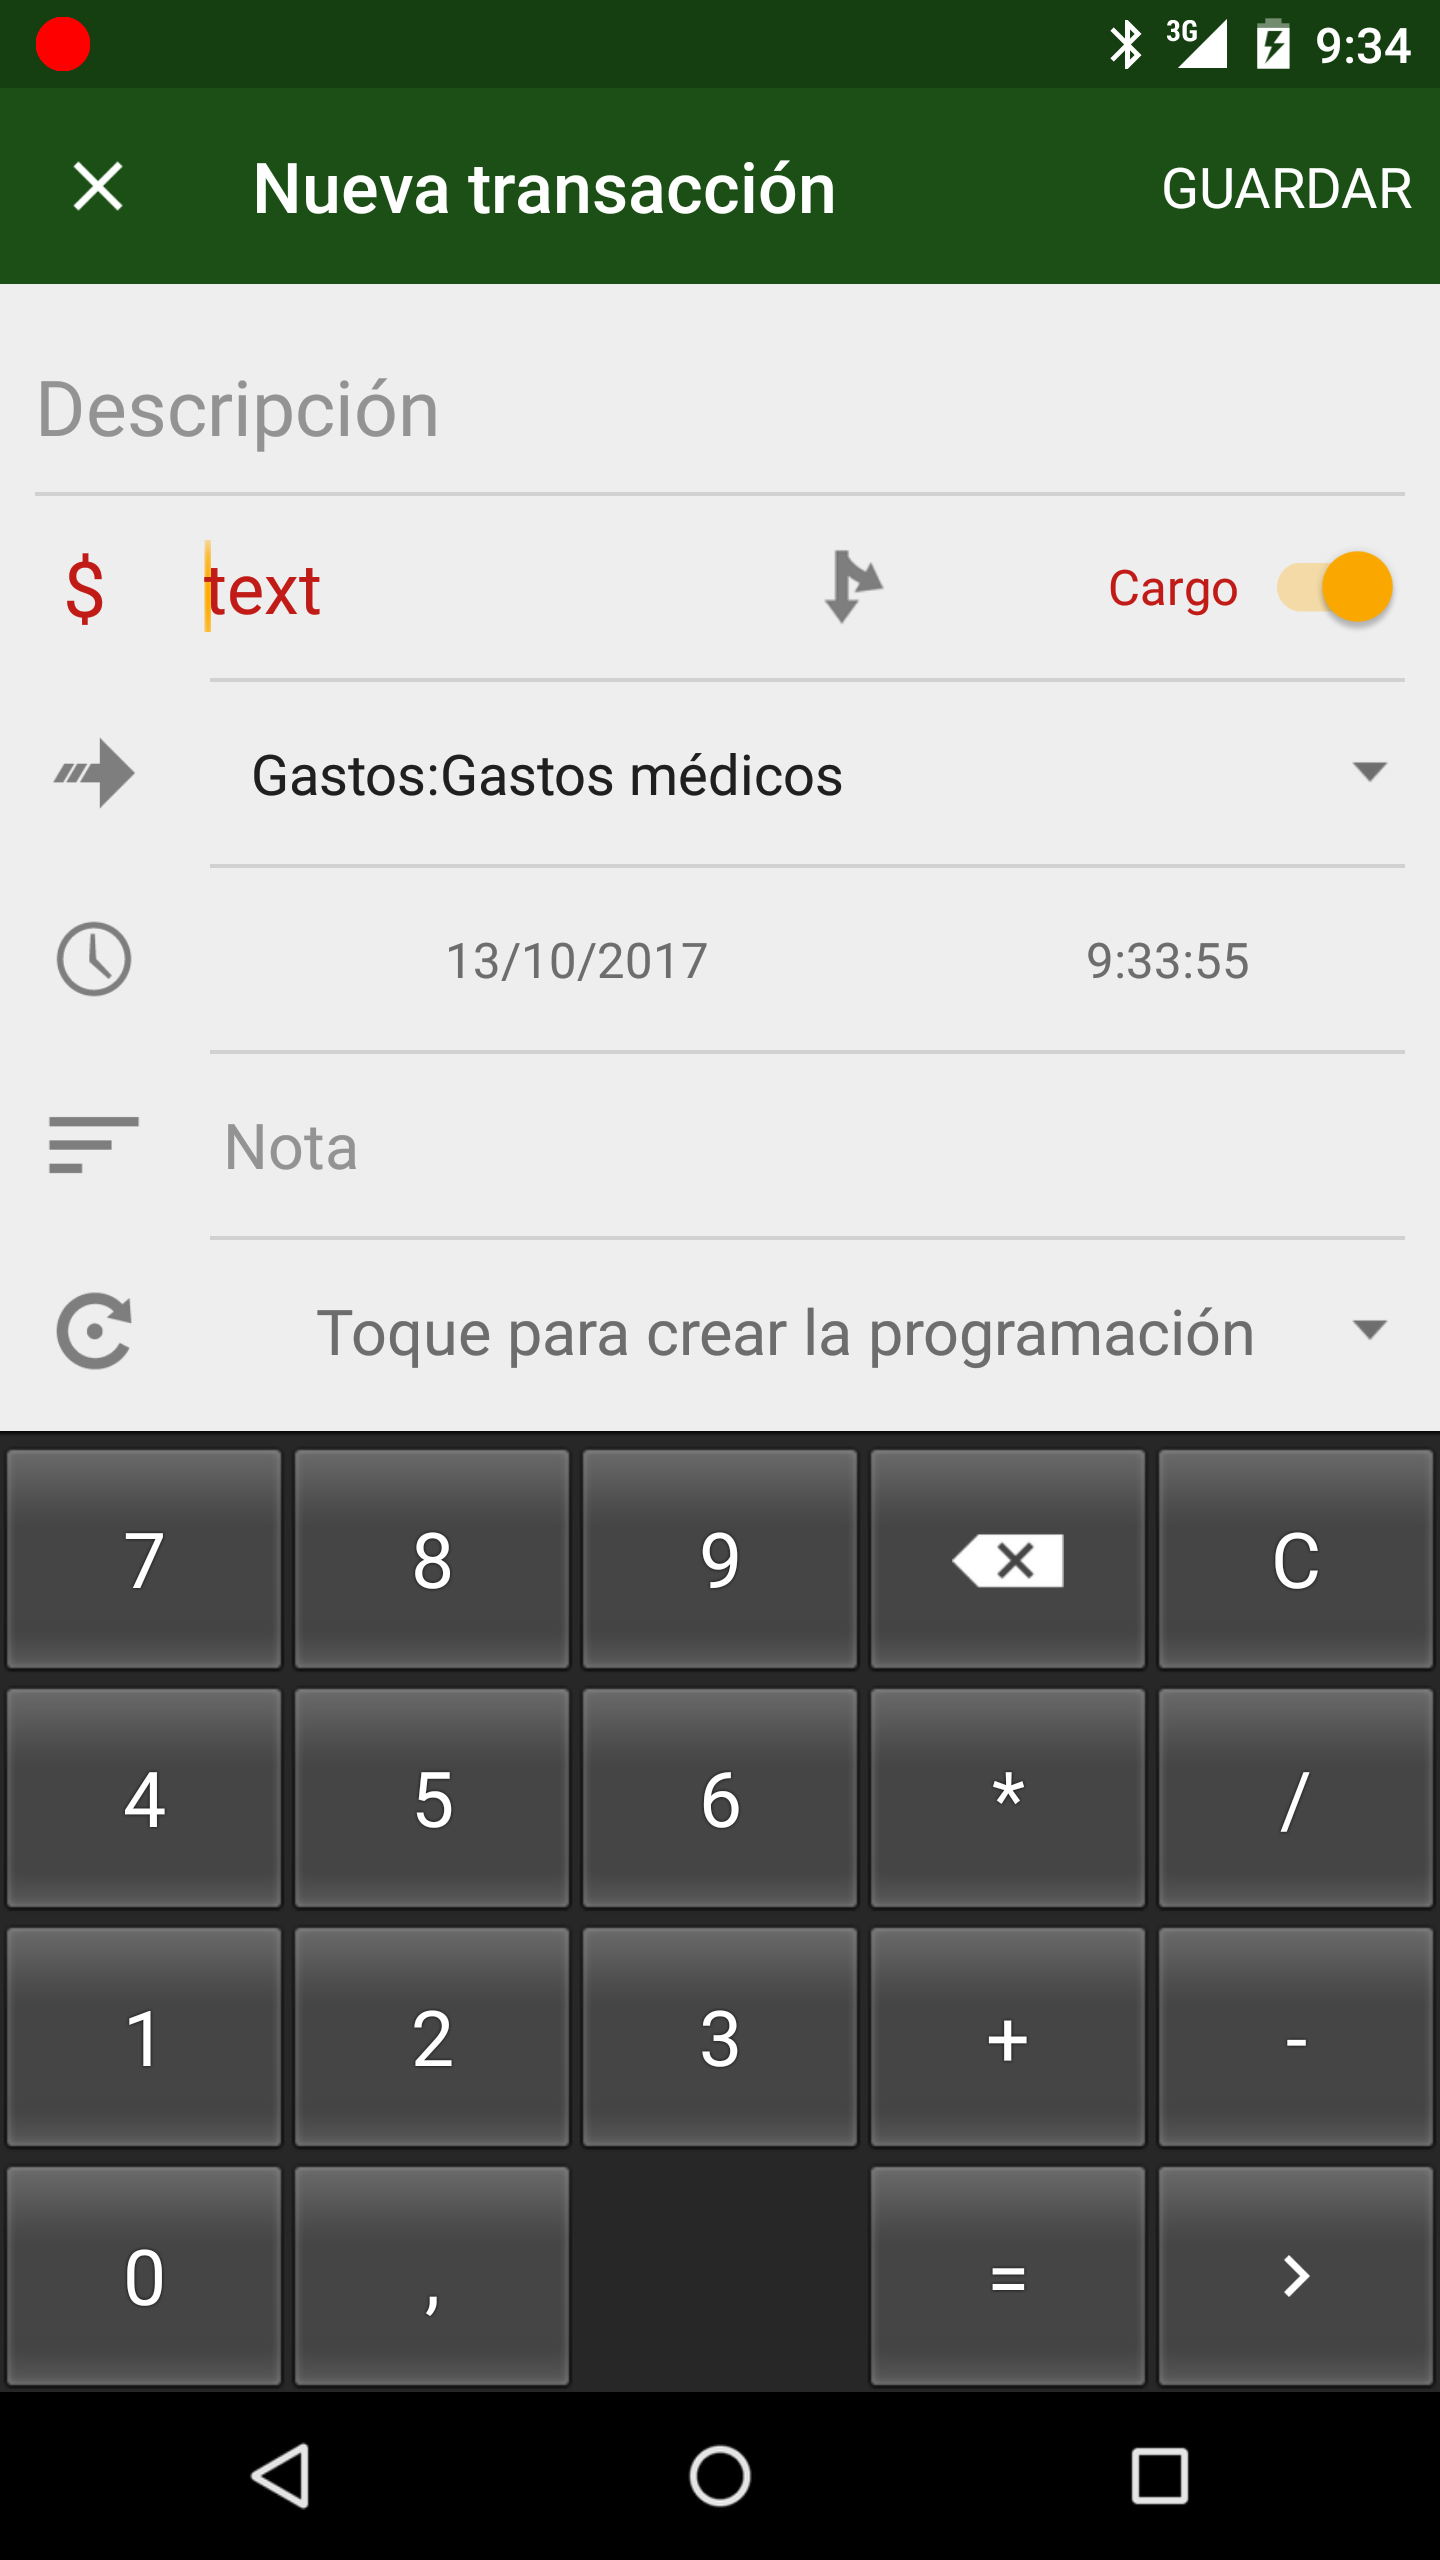 3G 9:34
Nueva transacción GUARDAR
Descripción
$ text Cargo
Gastos:Gastos médicos
13/10/2017 9:33:55
Nota
Toque para crear la programación
7 8 9 C
4 5 6 * /
1 2 3 + -
0 , = >